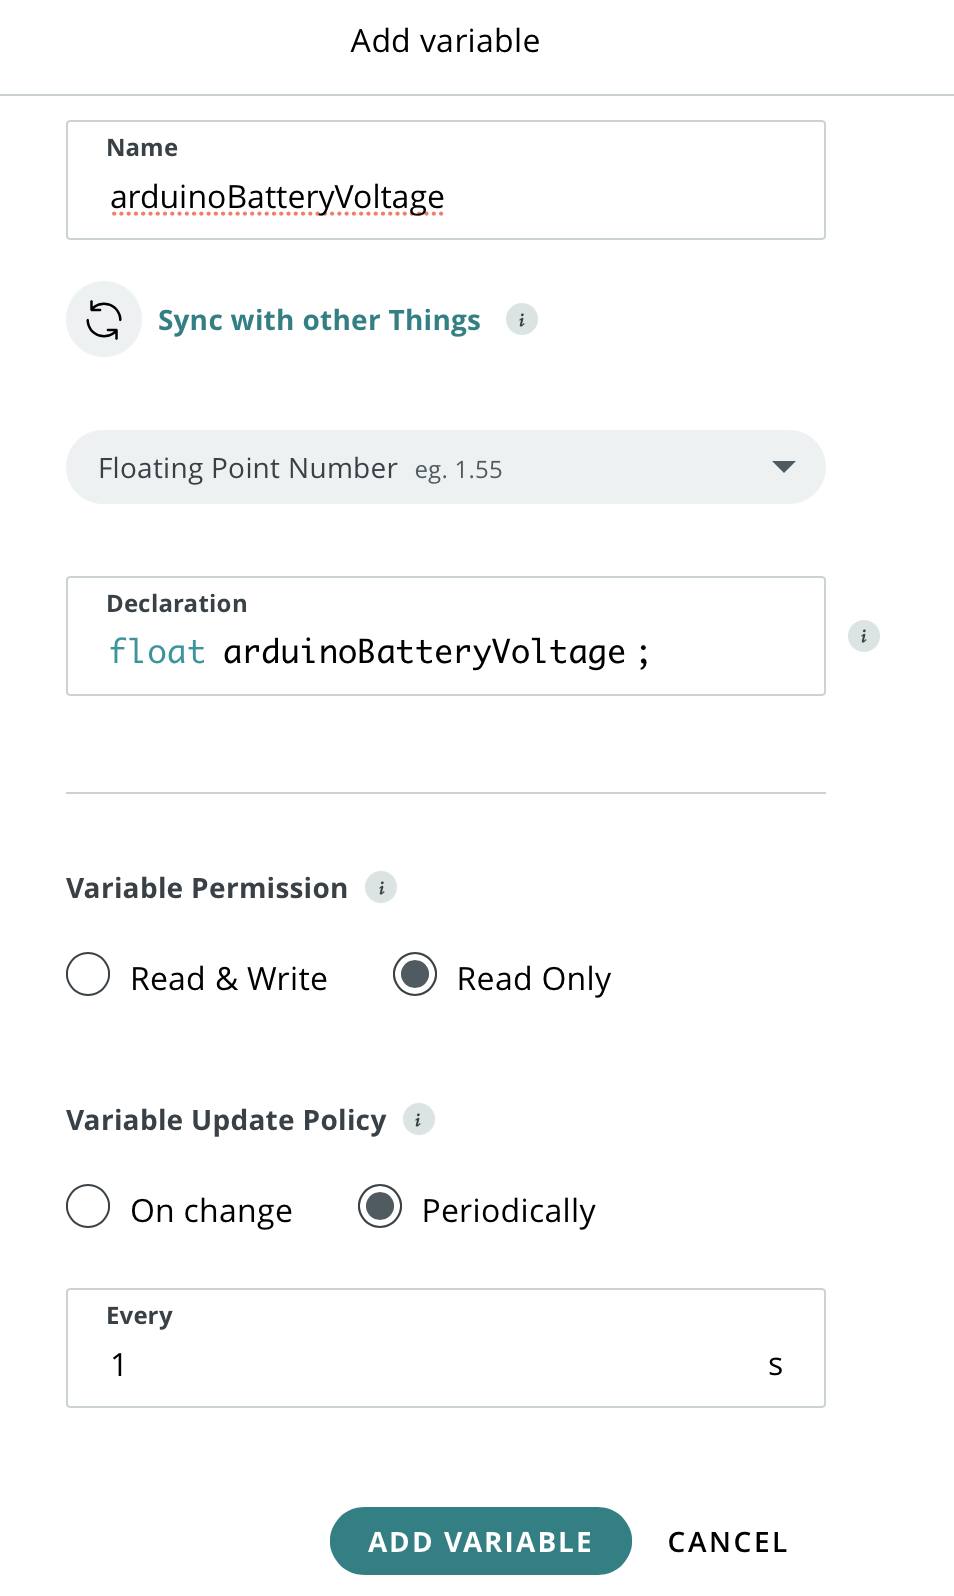 Add variable
Name
arduinoBatteryVoltage
Sync with other Things i
Floating Point Number eg. 1.55
Declaration
float arduinoBatteryVoltage ;
i
Variable Permission i
Read & Write Read Only
Variable Update Policy i
On change Periodically
Every
1 s
ADD VARIABLE CANCEL